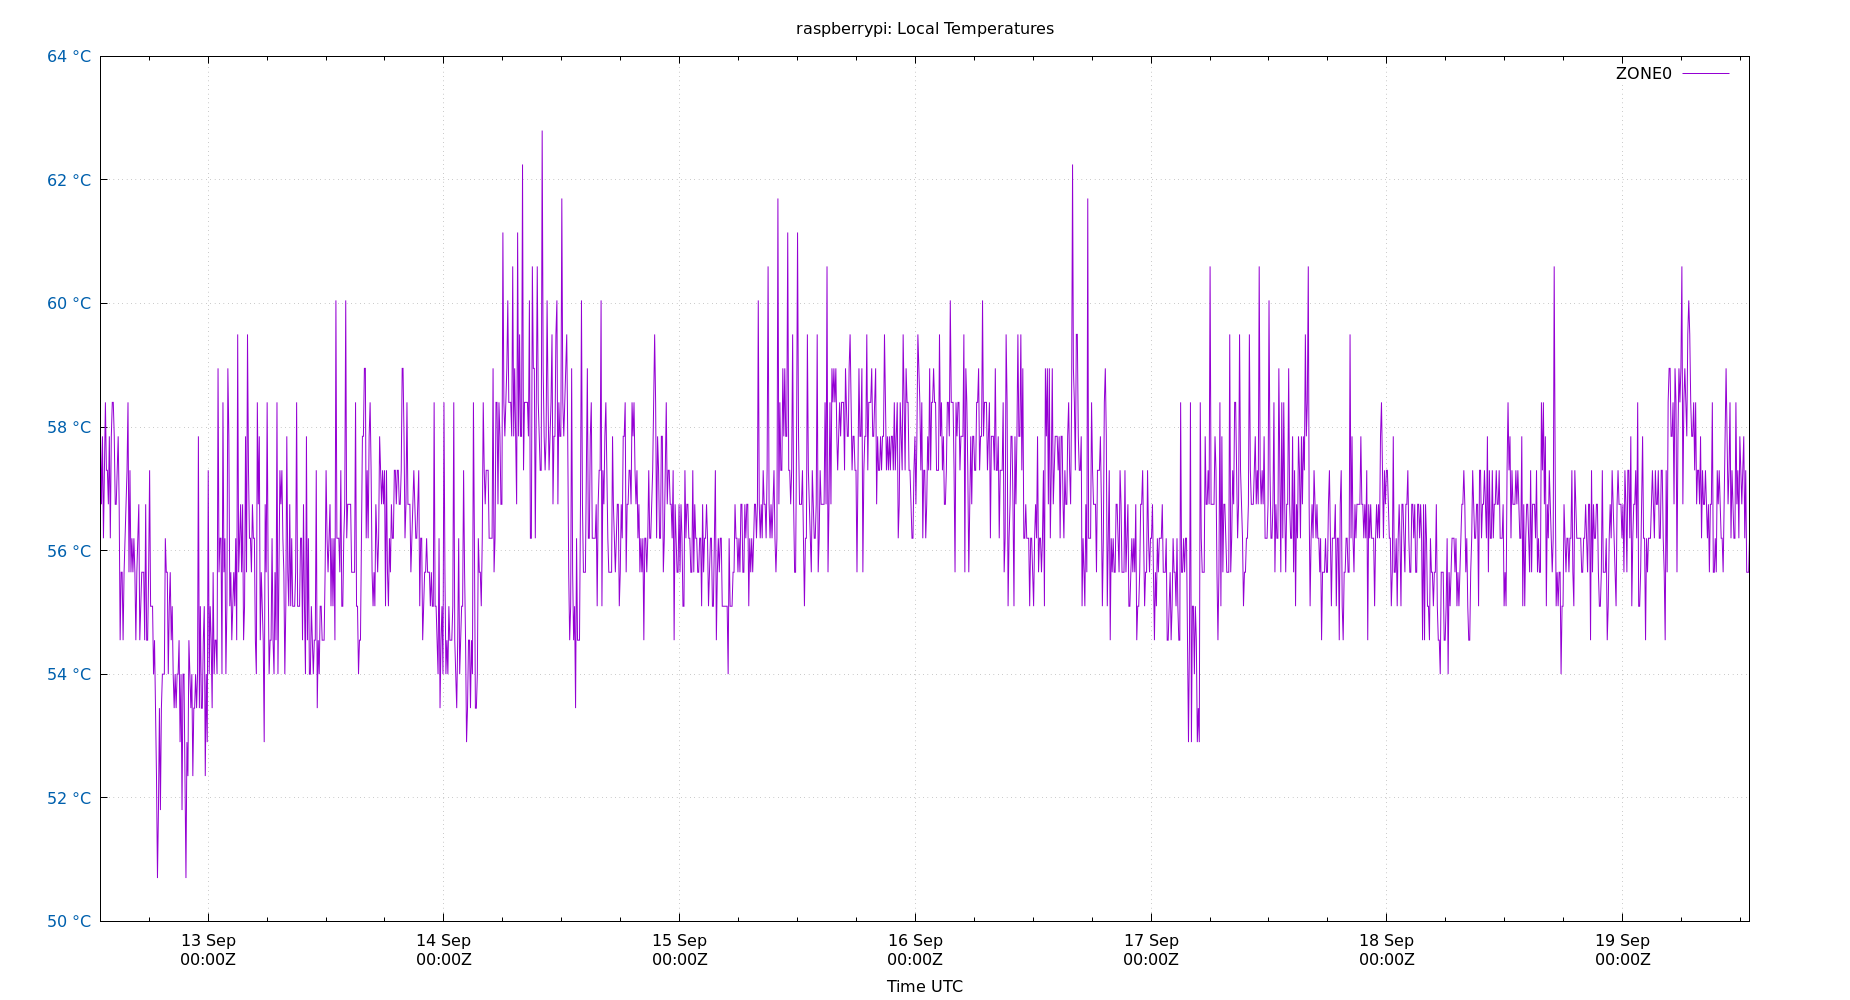 raspberrypi: Local Temperatures
64 °C
ZONE0
62 °C
60 °C
58 °C
56 °C
54 °C
52 °C
50 °C
13 Sep 14 Sep 15 Sep 16 Sep 17 Sep 18 Sep 19 Sep
00:00Z 00:00Z 00:00Z 00:00Z 00:00Z 00:00Z 00:00Z
Time UTC